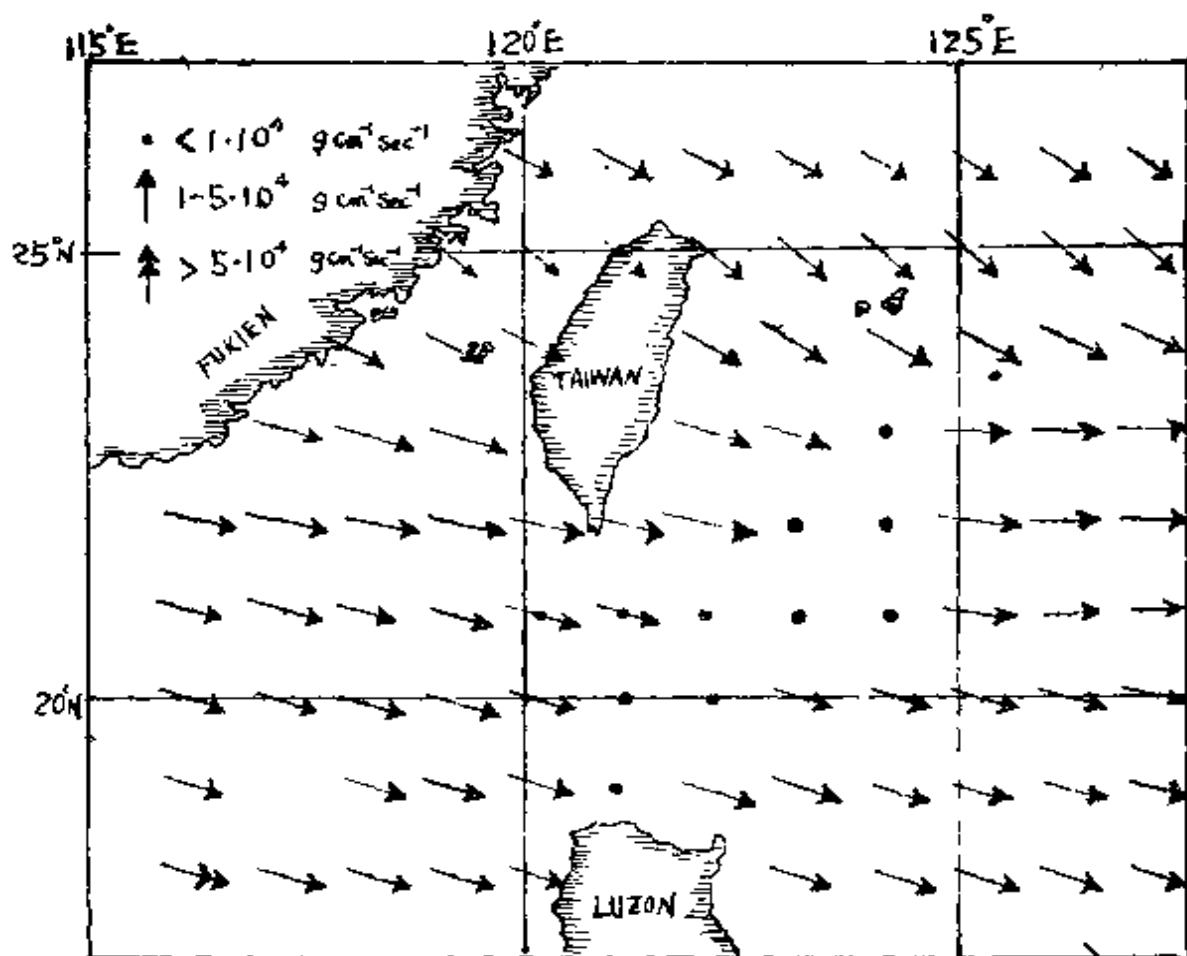 115°E 120°E 125°E
• < 1·10⁴ g cm⁻¹ sec⁻¹
1-5·10⁴ g cm⁻¹ sec⁻¹
> 5·10⁴ g cm⁻¹ sec⁻¹
25°N
FUKIEN
TAIWAN
20°N
LUZON